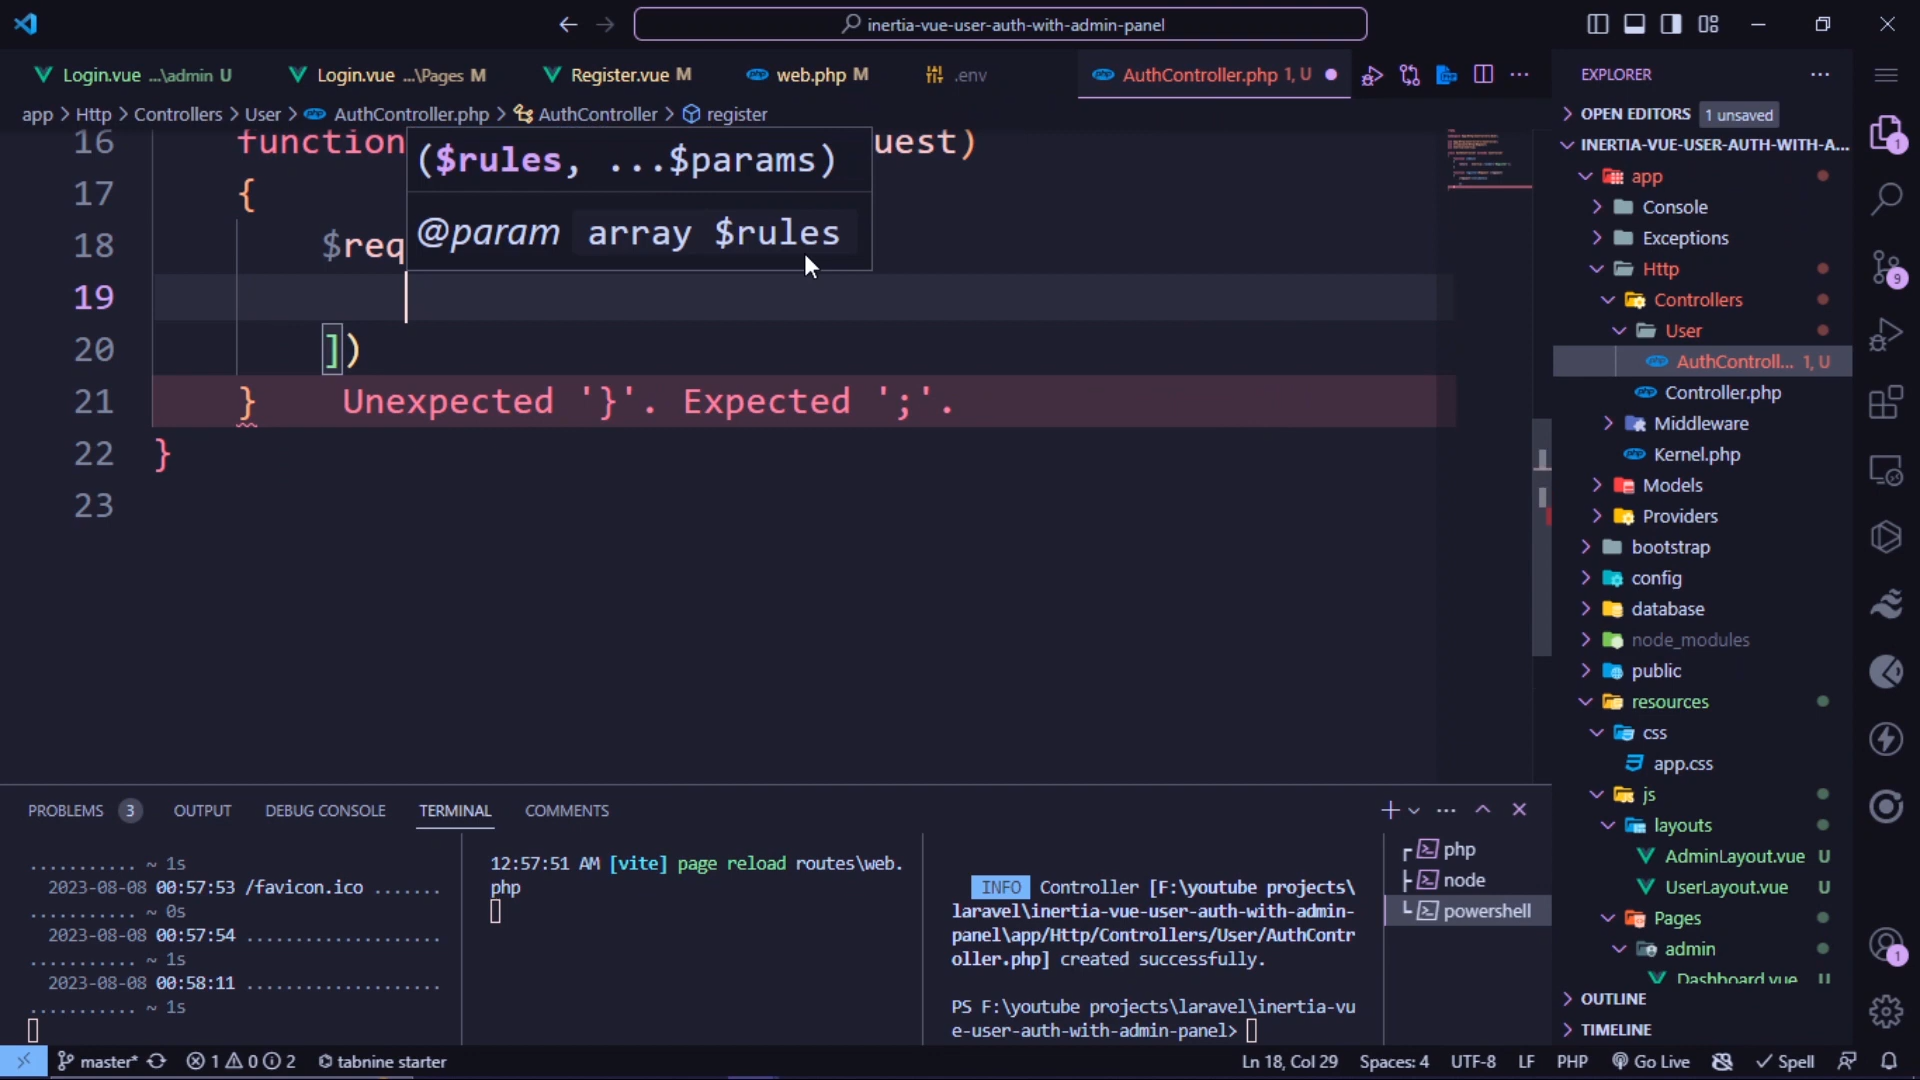 inertia-vue-user-auth-with-admin-panel
Login.vue ...\admin U
Login.vue ...\Pages M
Register.vue M
web.php M
.env
AuthController.php 1, U
app > Http > Controllers > User > AuthController.php > AuthController > register
16 function uest)
($rules, ...$params)
17 {
@param array $rules
18 $req
19
20 ])
21 } Unexpected '}'. Expected ';'.
22 }
23
EXPLORER
OPEN EDITORS 1 unsaved
INERTIA-VUE-USER-AUTH-WITH-A...
app
Console
Exceptions
Http
Controllers
User
AuthControll... 1, U
Controller.php
Middleware
Kernel.php
Models
Providers
bootstrap
config
database
node_modules
public
resources
css
app.css
js
layouts
AdminLayout.vue U
UserLayout.vue U
Pages
admin
Dashboard.vue U
OUTLINE
TIMELINE
1
9
1
PROBLEMS 3 OUTPUT DEBUG CONSOLE TERMINAL COMMENTS
........... ~ 1s
2023-08-08 00:57:53 /favicon.ico .......
........... ~ 0s
2023-08-08 00:57:54 ....................
........... ~ 1s
2023-08-08 00:58:11 ....................
........... ~ 1s
12:57:51 AM [vite] page reload routes\web.
php
INFO Controller [F:\youtube projects\
laravel\inertia-vue-user-auth-with-admin-
panel\app/Http/Controllers/User/AuthContr
oller.php] created successfully.
PS F:\youtube projects\laravel\inertia-vu
e-user-auth-with-admin-panel>
php
node
powershell
master* 1 0 2 tabnine starter
Ln 18, Col 29 Spaces: 4 UTF-8 LF PHP Go Live Spell